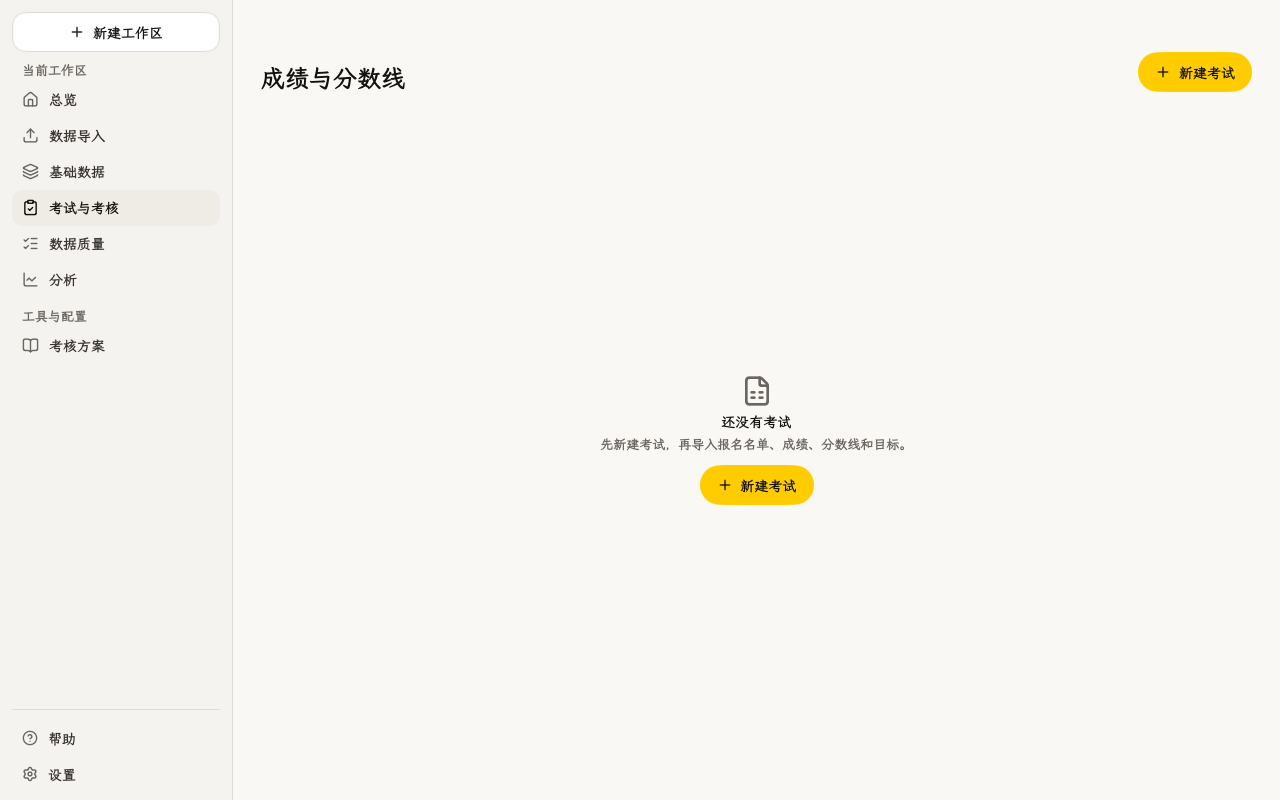 新建工作区
当前工作区
总览
数据导入
基础数据
考试与考核
数据质量
分析
工具与配置
考核方案
帮助
设置
成绩与分数线
新建考试
还没有考试
先新建考试，再导入报名名单、成绩、分数线和目标。
新建考试